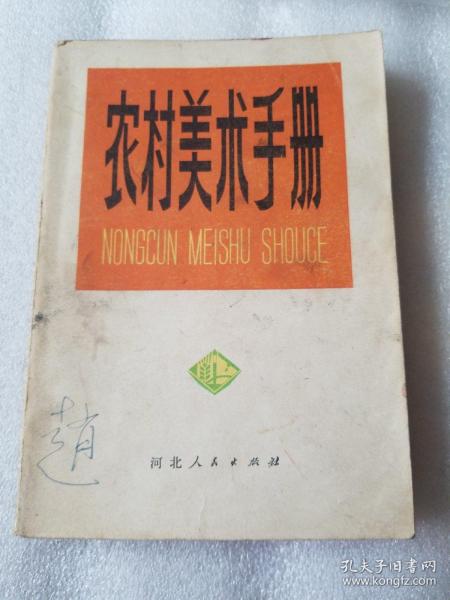 农村美术手册
NONGCUN MEISHU SHOUCE
趙
河北人民出版社
孔夫子旧书网
www.kongfz.com